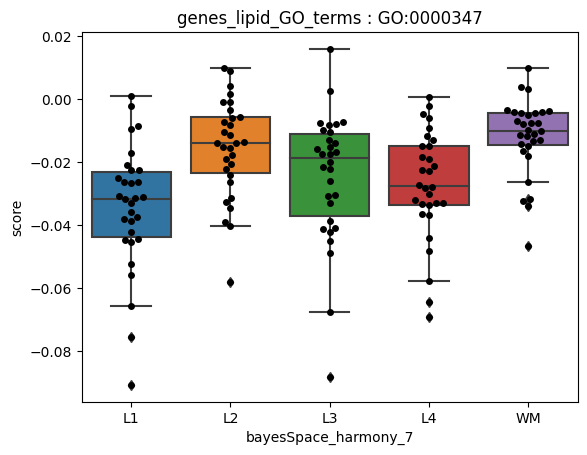 genes_lipid_GO_terms : GO:0000347
0.02
0.00
−0.02
−0.04
−0.06
−0.08
score
L1 L2 L3 L4 WM
bayesSpace_harmony_7